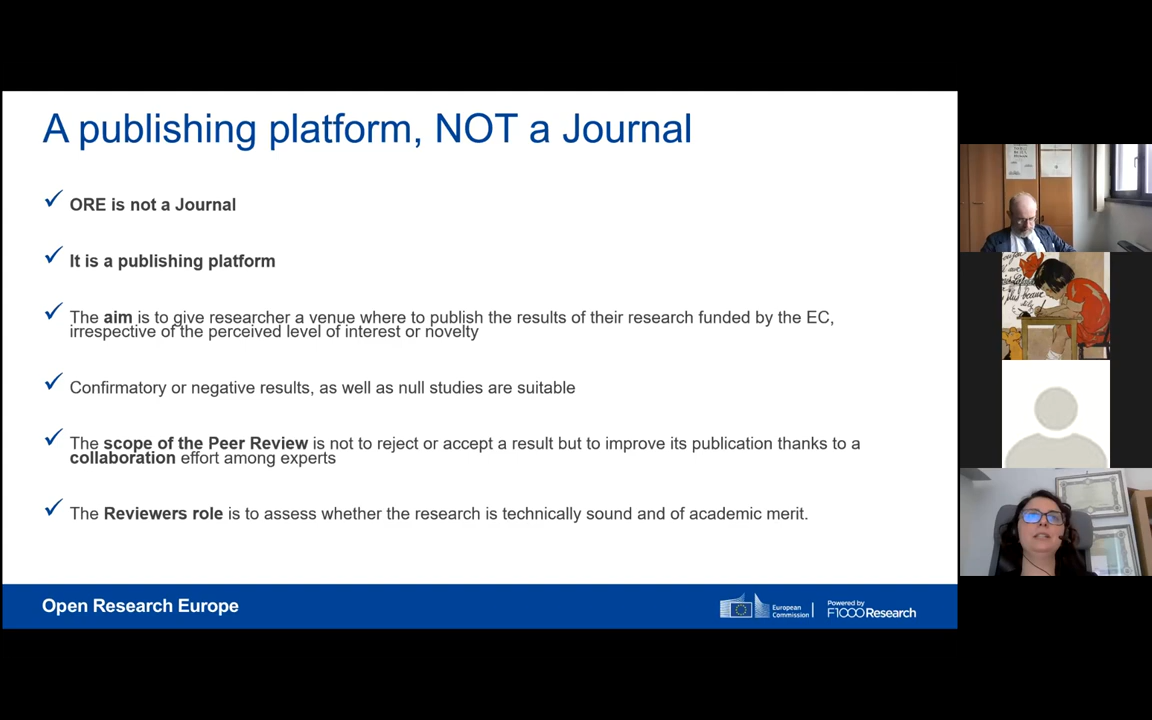 A publishing platform, NOT a Journal
ORE is not a Journal
It is a publishing platform
The aim is to give researcher a venue where to publish the results of their research funded by the EC,
irrespective of the perceived level of interest or novelty
Confirmatory or negative results, as well as null studies are suitable
The scope of the Peer Review is not to reject or accept a result but to improve its publication thanks to a
collaboration effort among experts
The Reviewers role is to assess whether the research is technically sound and of academic merit.
Open Research Europe
European
Commission
Powered by
F1000Research